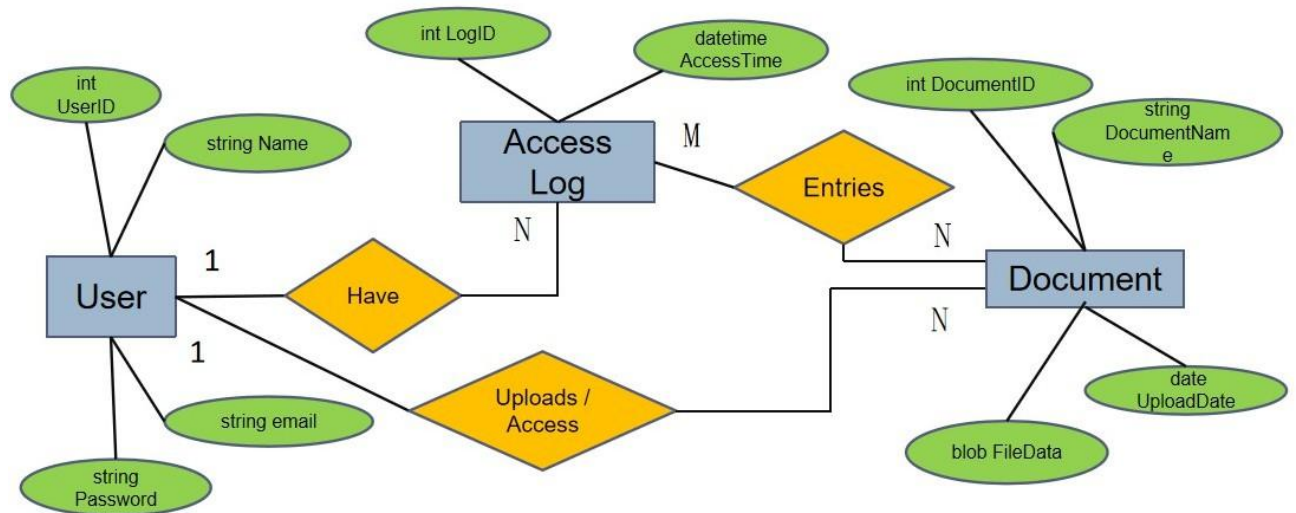 int LogID
datetime
AccessTime
int
UserID
string Name
int DocumentID
string
DocumentNam
e
Access
Log
M
Entries
N
N
User
1
Have
Document
N
1
Uploads /
Access
string email
string
Password
date
UploadDate
blob FileData